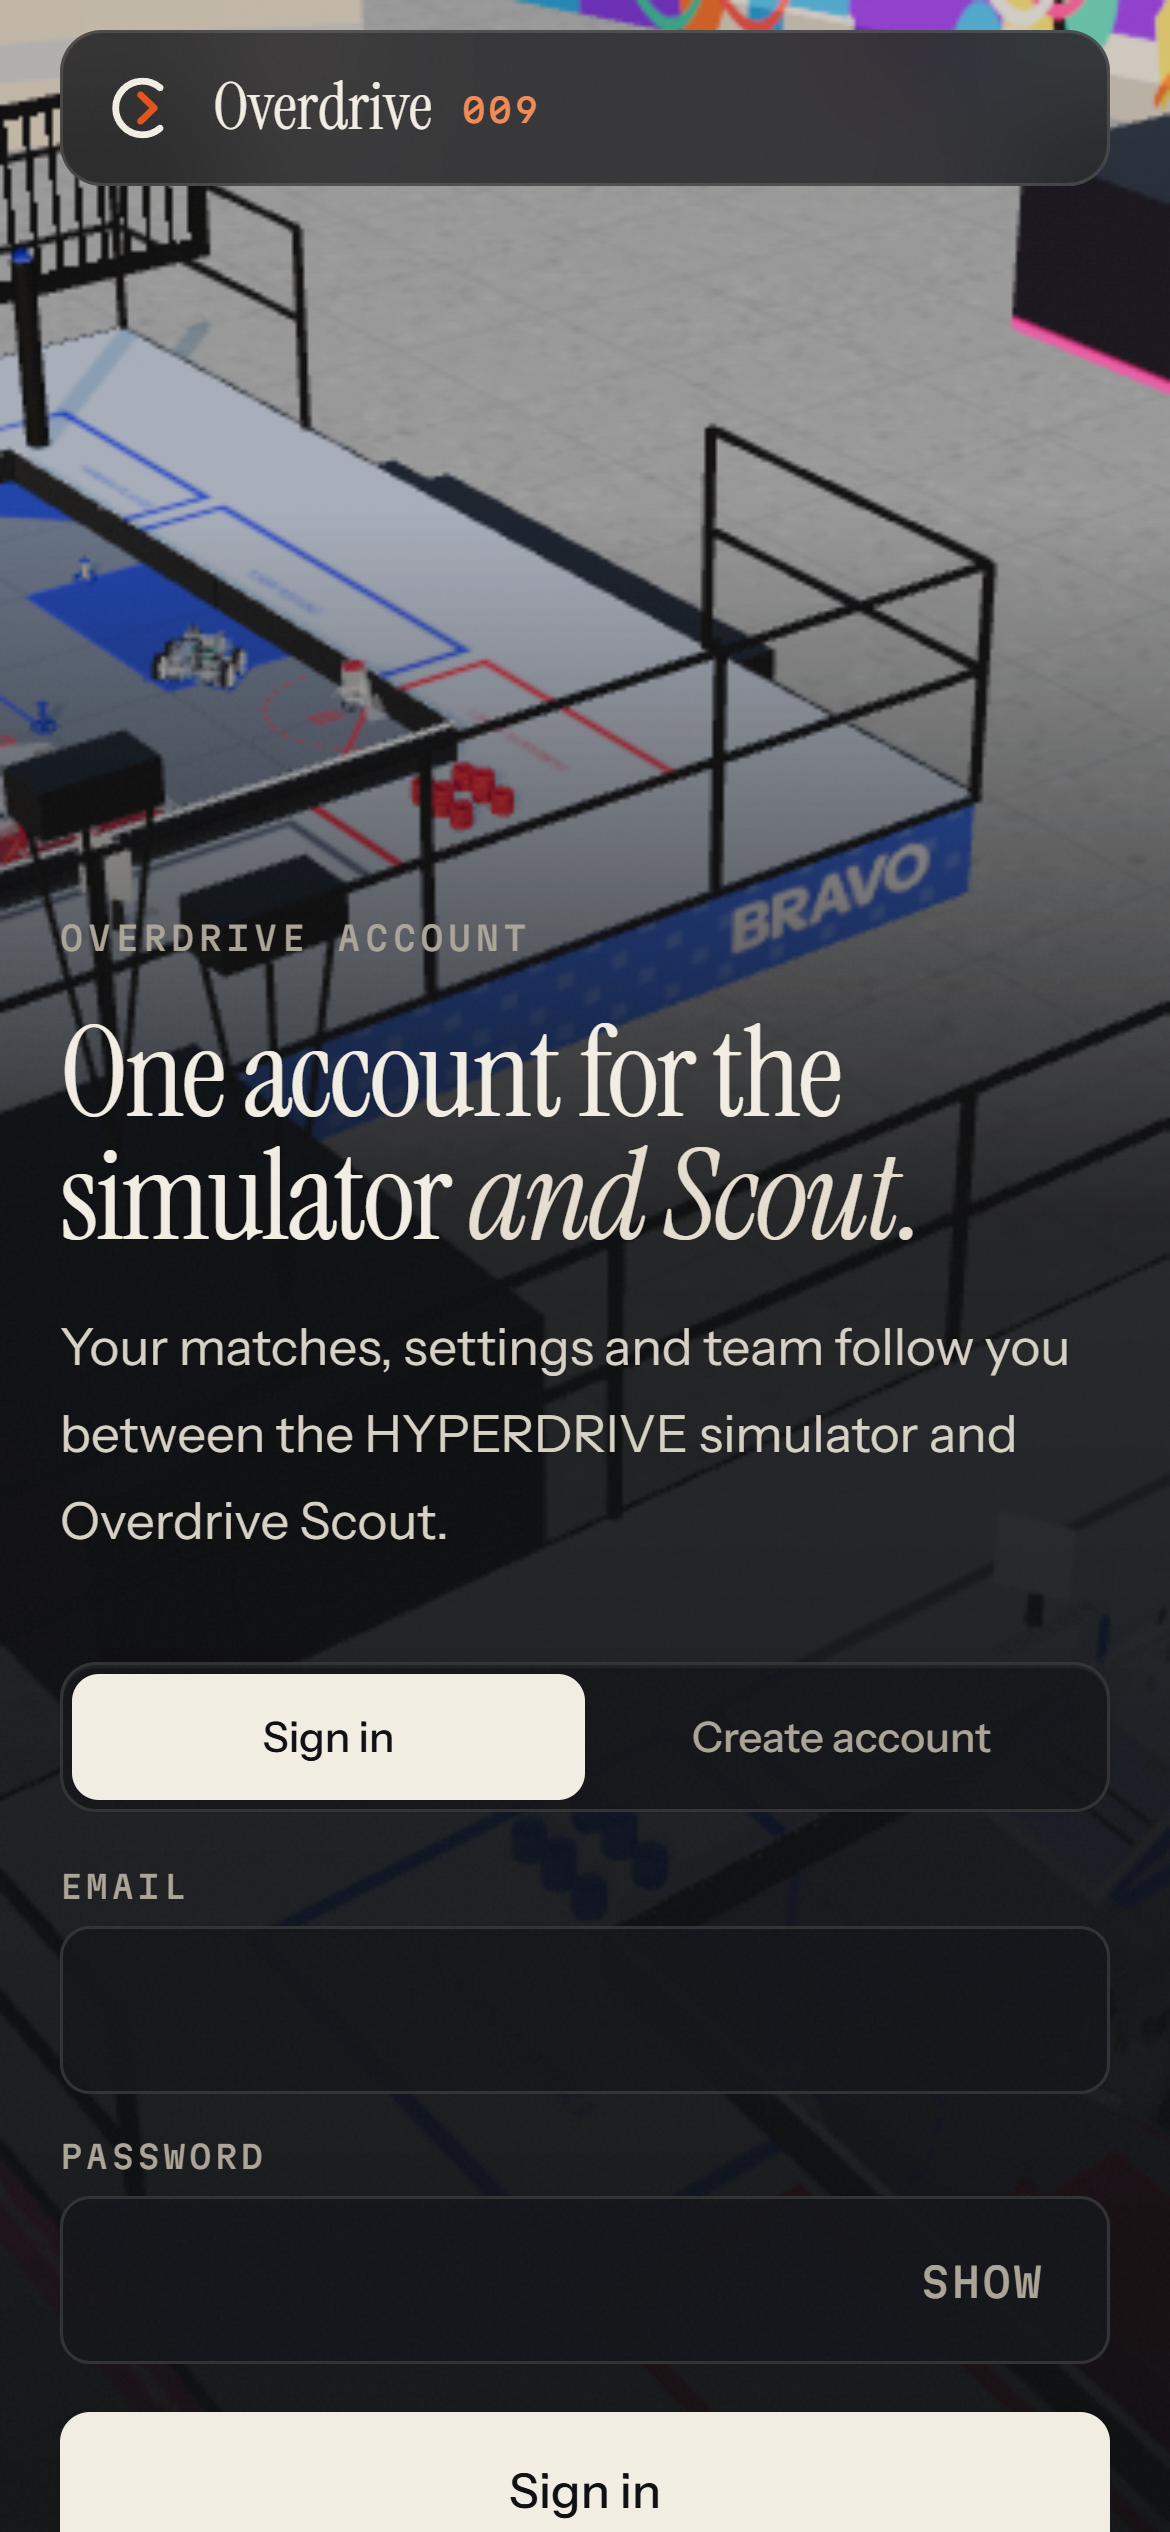 Overdrive 009
BRAVO
OVERDRIVE ACCOUNT
One account for the
simulator and Scout.
Your matches, settings and team follow you
between the HYPERDRIVE simulator and
Overdrive Scout.
Sign in
Create account
EMAIL
PASSWORD
SHOW
Sign in